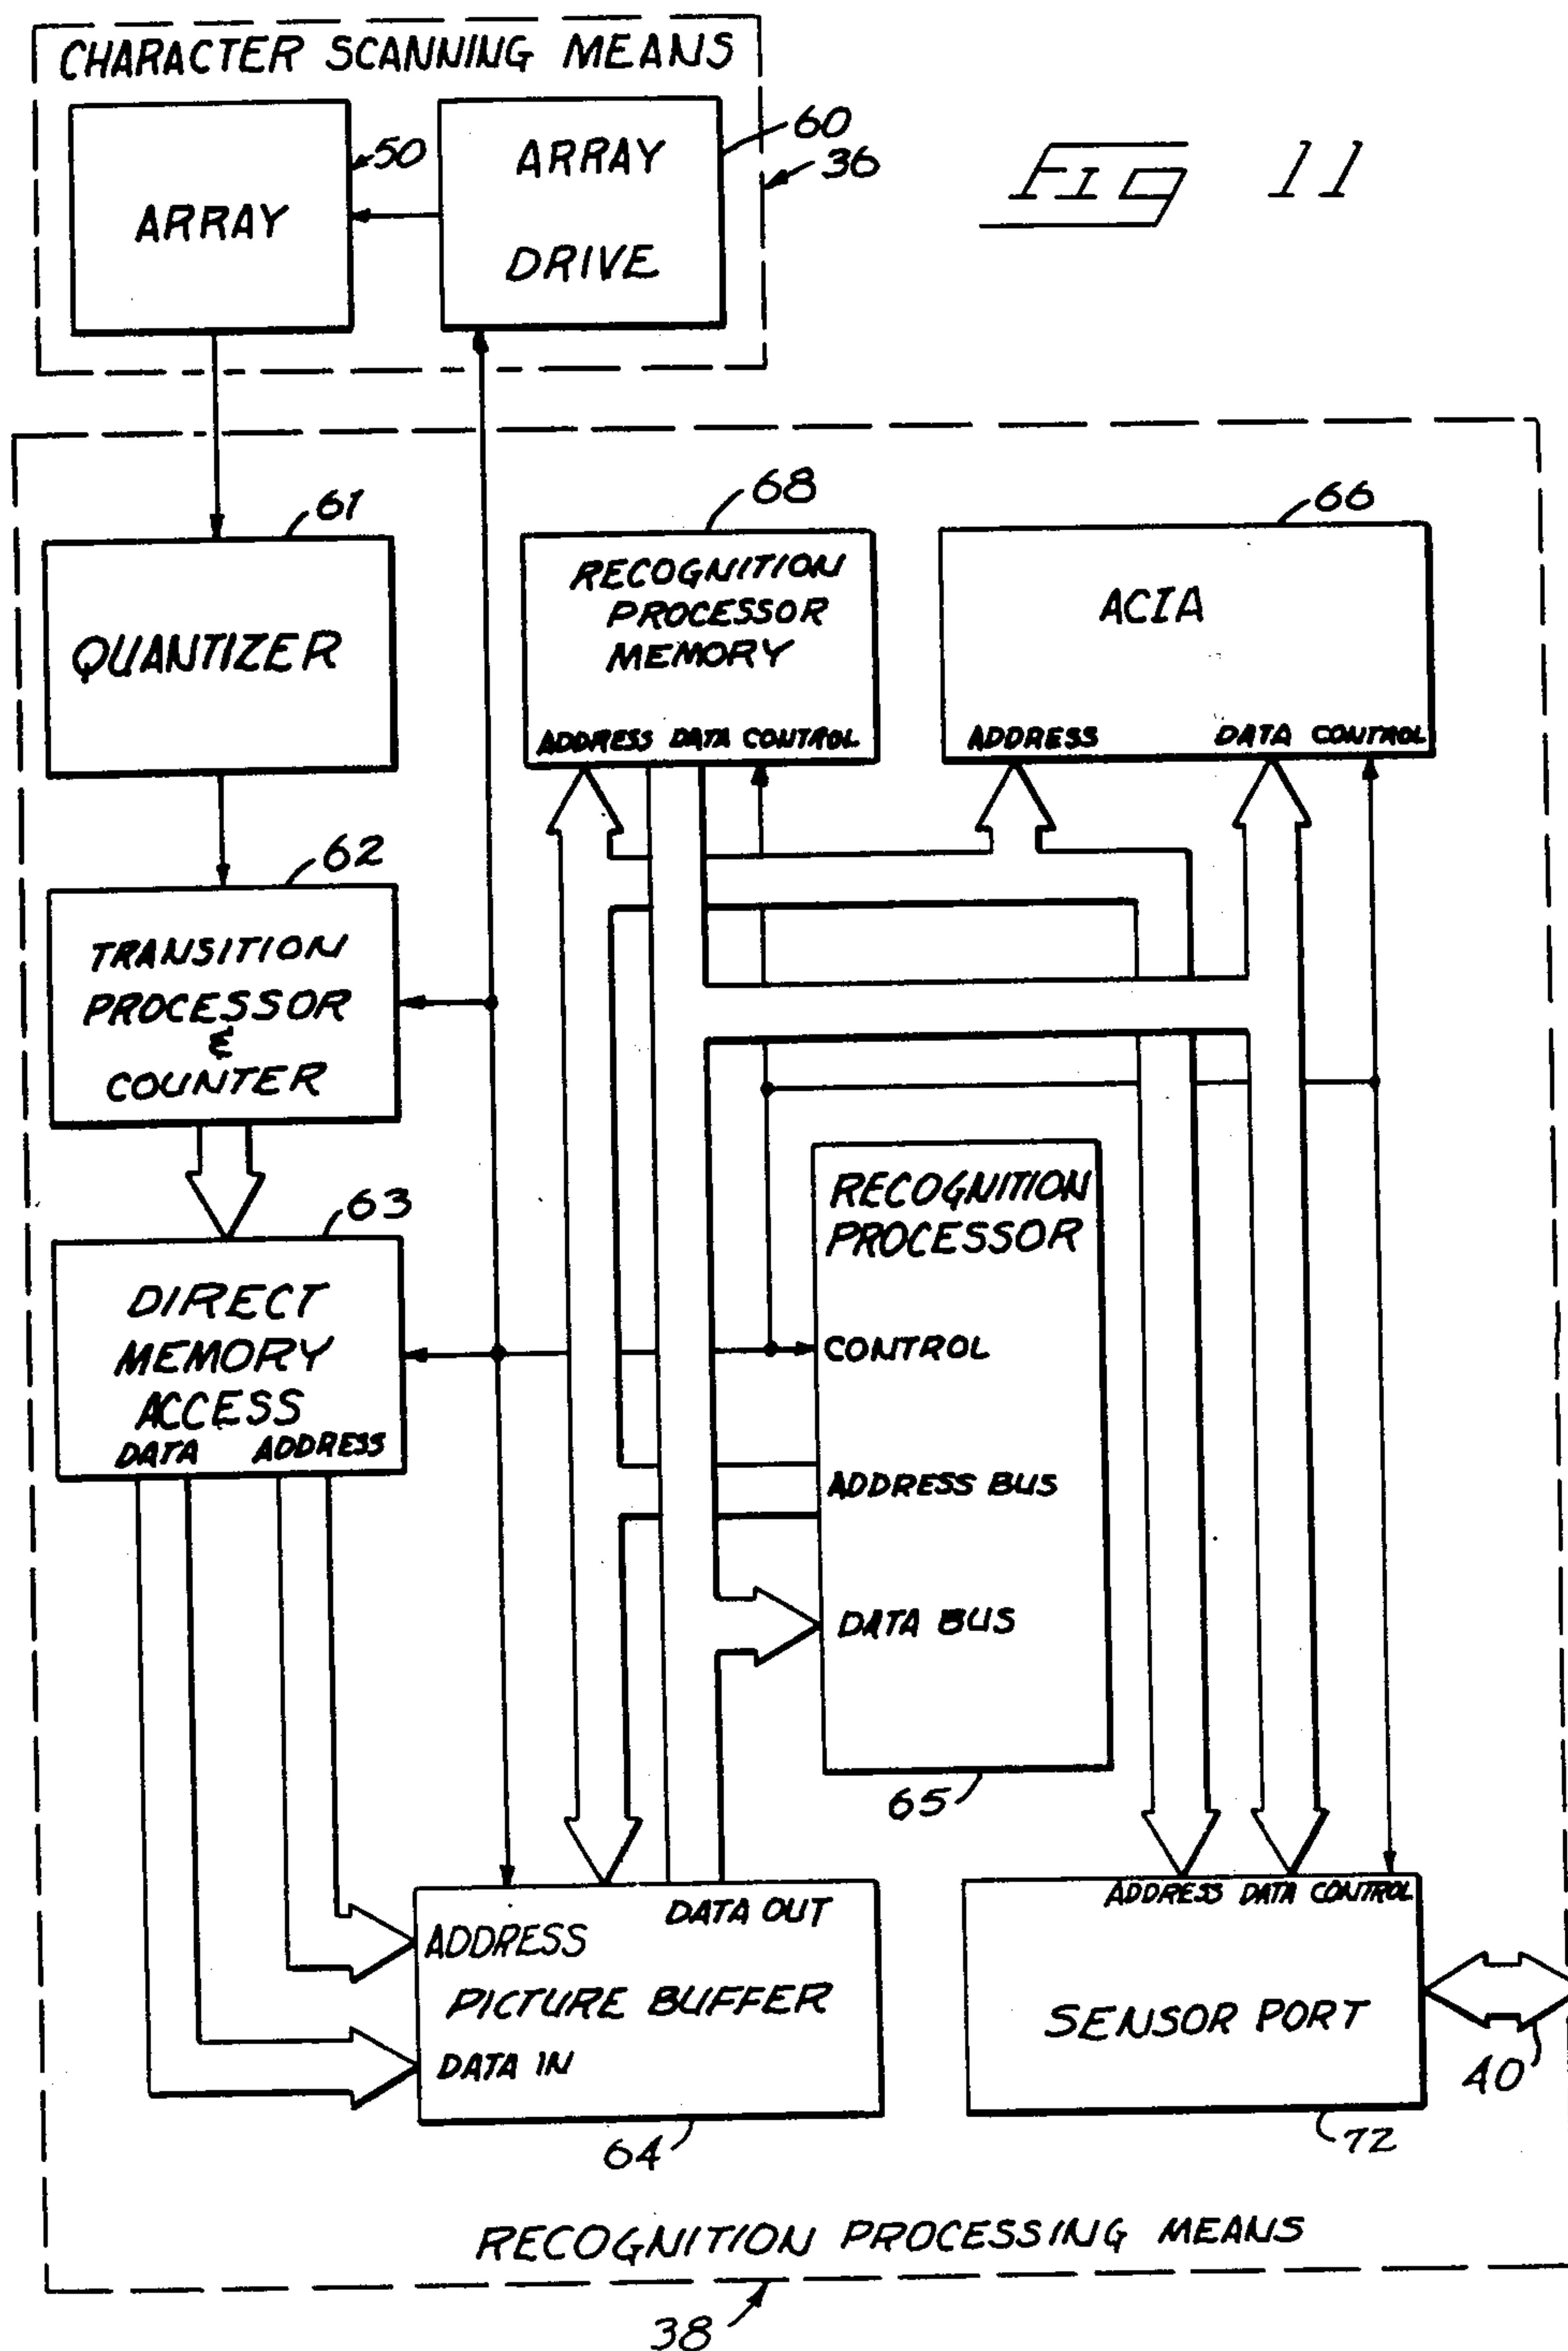 CHARACTER SCANNING MEANS
FIG 11
ARRAY
50
ARRAY
DRIVE
60
36
61
QUANTIZER
68
RECOGNITION
PROCESSOR
MEMORY
ADDRESS DATA CONTROL
66
ACIA
ADDRESS DATA CONTROL
62
TRANSITION
PROCESSOR
&
COUNTER
63
DIRECT
MEMORY
ACCESS
DATA ADDRESS
RECOGNITION
PROCESSOR
CONTROL
ADDRESS BUS
DATA BUS
65
DATA OUT
ADDRESS
PICTURE BUFFER
DATA IN
64
ADDRESS DATA CONTROL
SENSOR PORT
40
72
RECOGNITION PROCESSING MEANS
38